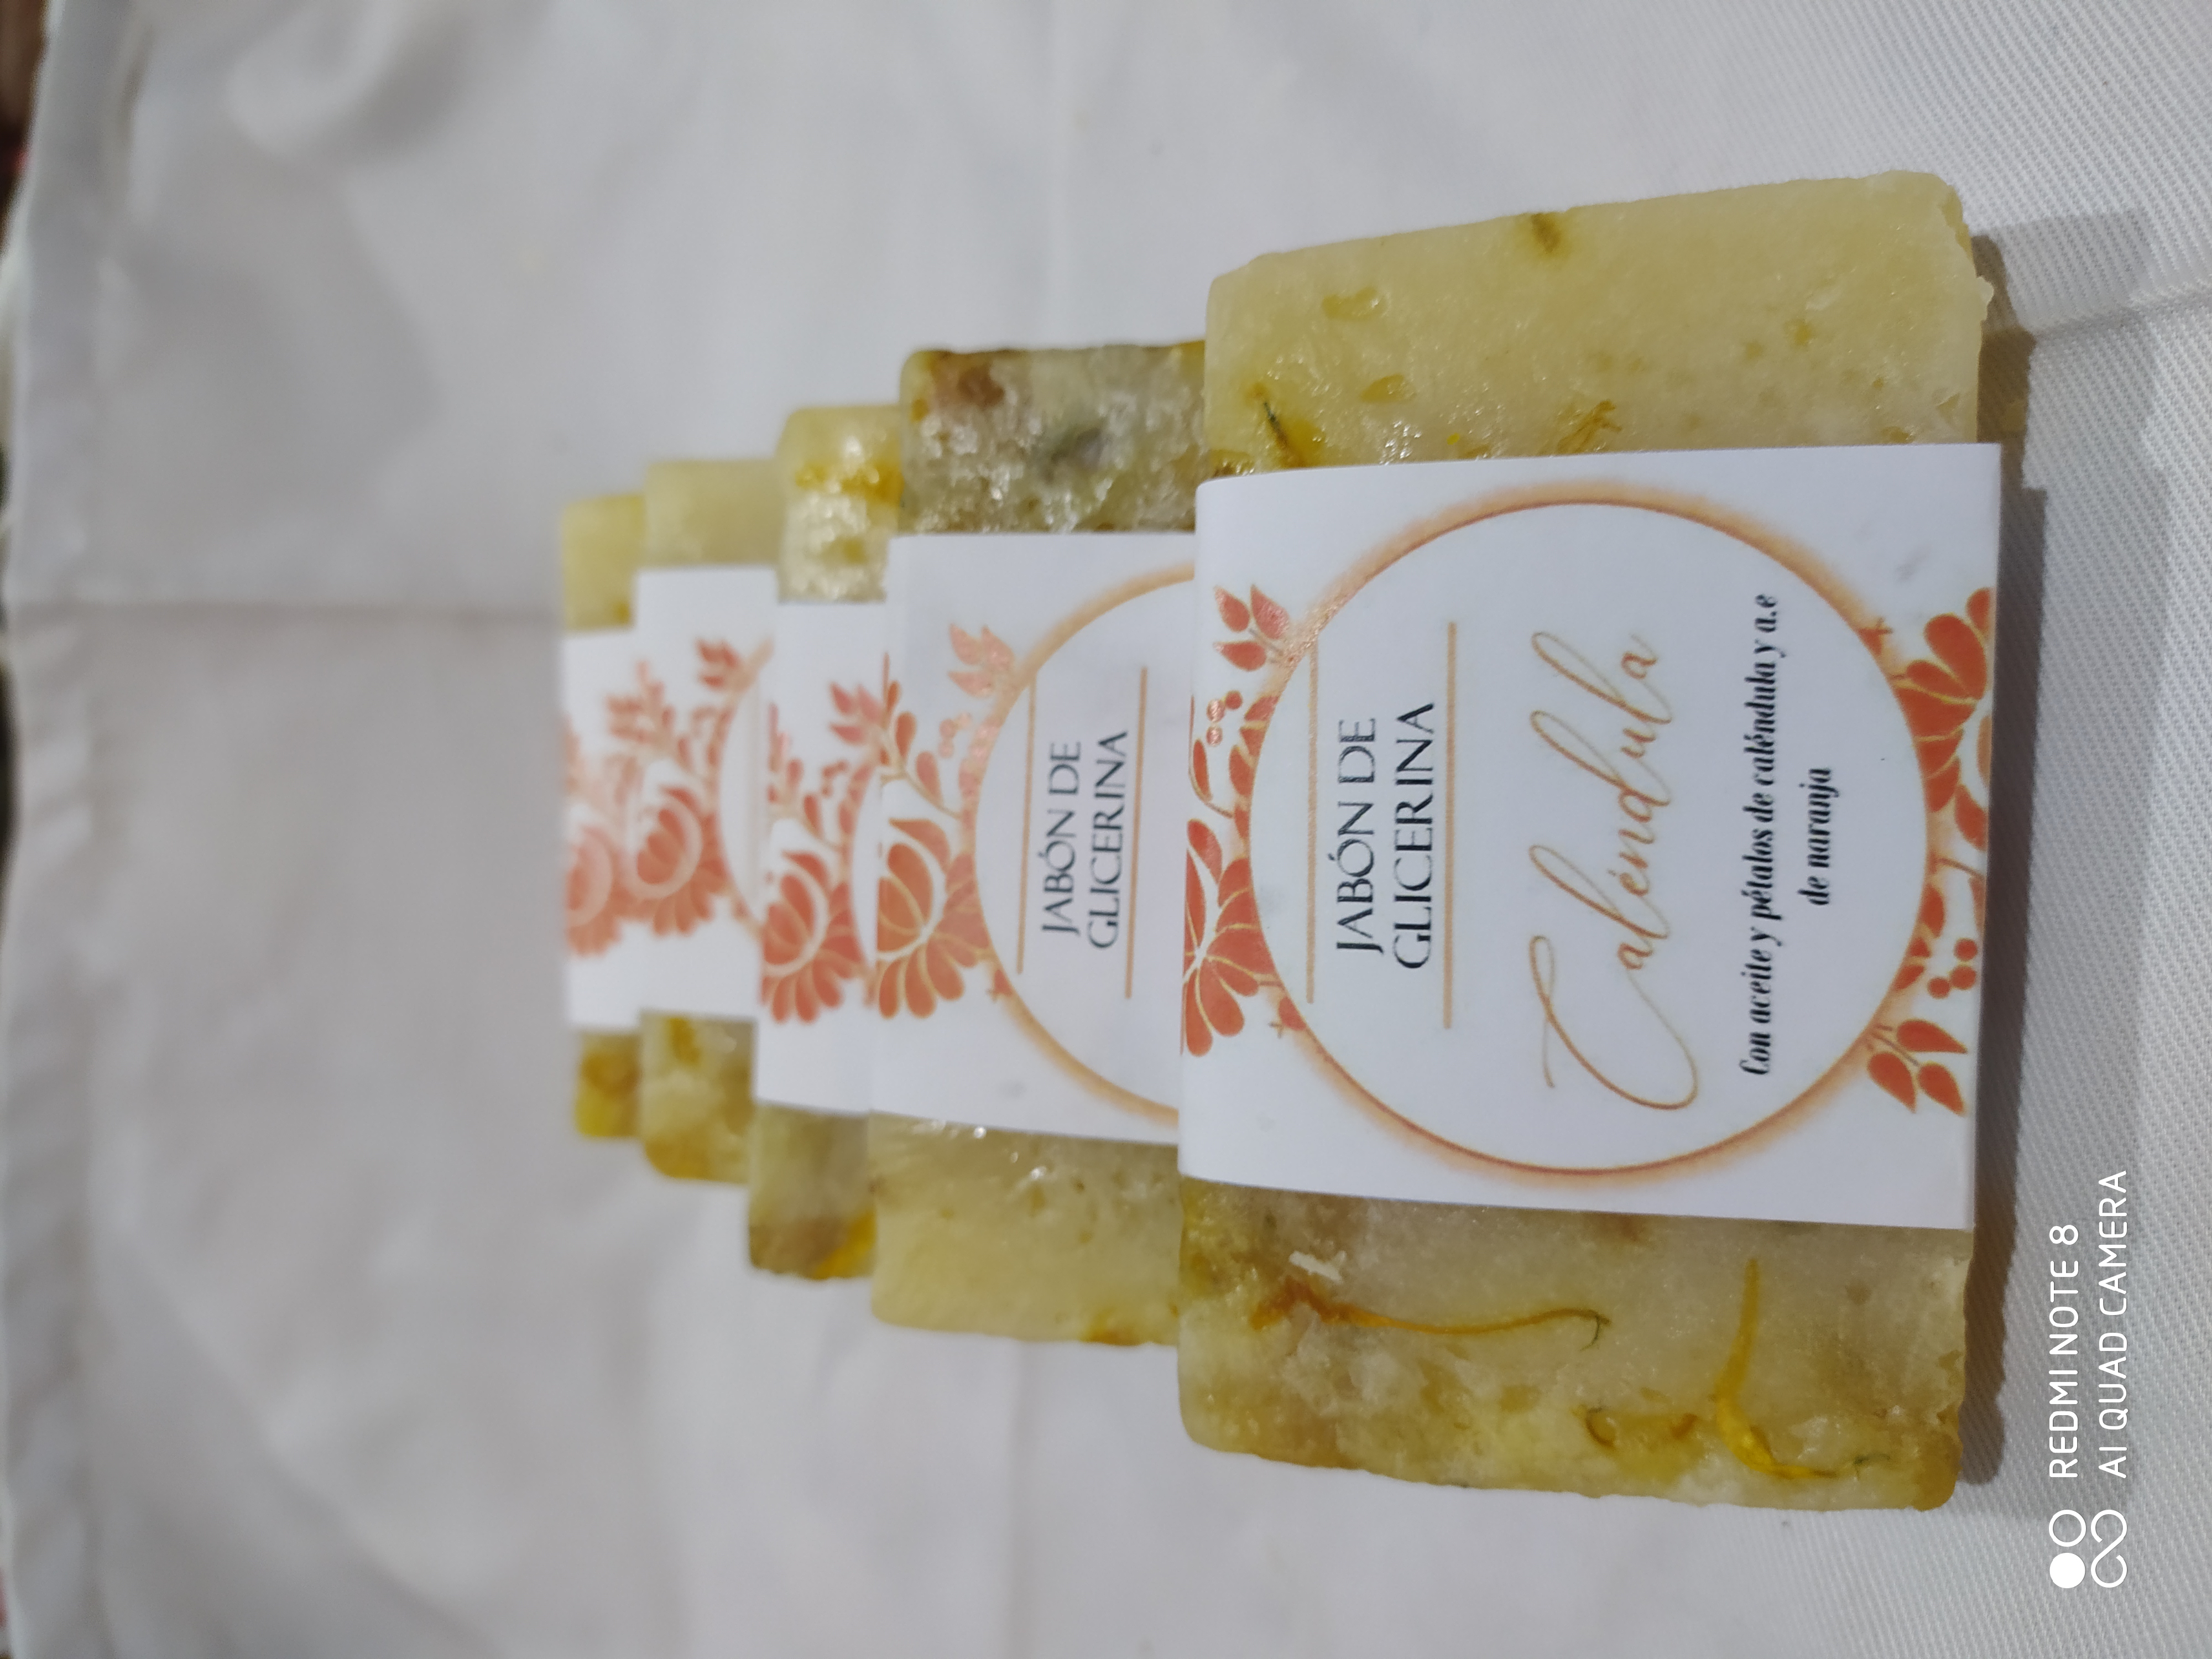 JABÓN DE
GLICERINA
JABÓN DE
GLICERINA
Caléndula
Con aceite y pétalos de caléndula y a.e
de naranja
REDMI NOTE 8
AI QUAD CAMERA